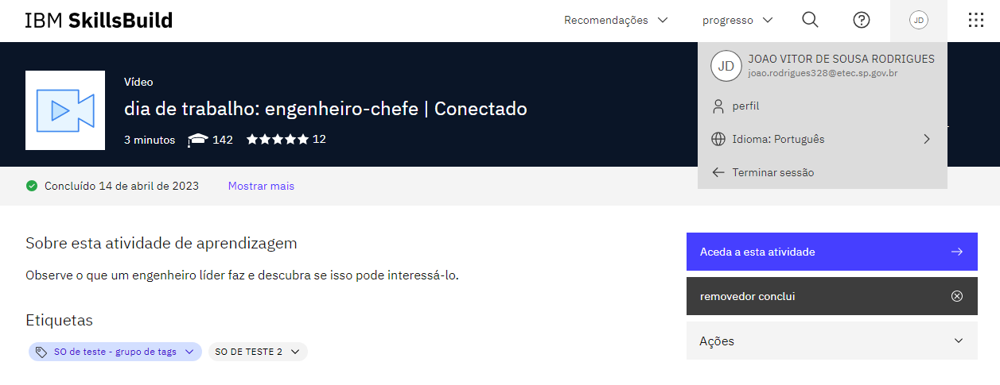 IBM SkillsBuild
Recomendações
progresso
JD
JD
JOAO VITOR DE SOUSA RODRIGUES
joao.rodrigues328@etec.sp.gov.br
perfil
Idioma: Português
Terminar sessão
Vídeo
dia de trabalho: engenheiro-chefe | Conectado
3 minutos 142 12
Concluído 14 de abril de 2023 Mostrar mais
Sobre esta atividade de aprendizagem
Observe o que um engenheiro líder faz e descubra se isso pode interessá-lo.
Etiquetas
SO de teste - grupo de tags
SO DE TESTE 2
Aceda a esta atividade
removedor conclui
Ações